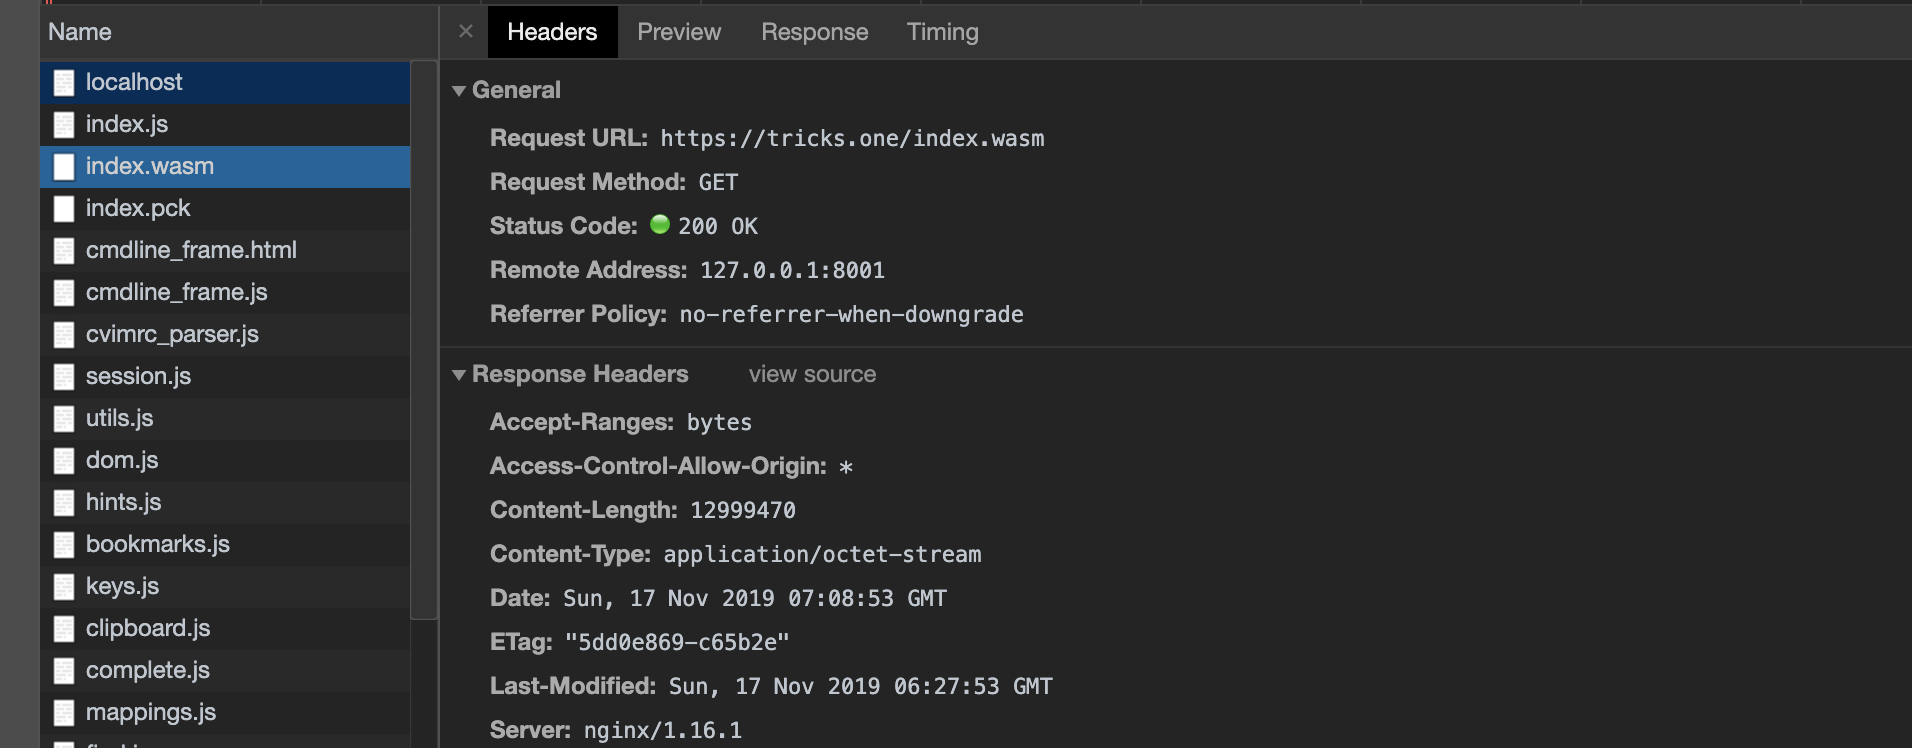 Name
localhost
index.js
index.wasm
index.pck
cmdline_frame.html
cmdline_frame.js
cvimrc_parser.js
session.js
utils.js
dom.js
hints.js
bookmarks.js
keys.js
clipboard.js
complete.js
mappings.js
× Headers Preview Response Timing
General
Request URL: https://tricks.one/index.wasm
Request Method: GET
Status Code: 200 OK
Remote Address: 127.0.0.1:8001
Referrer Policy: no-referrer-when-downgrade
Response Headers view source
Accept-Ranges: bytes
Access-Control-Allow-Origin: *
Content-Length: 12999470
Content-Type: application/octet-stream
Date: Sun, 17 Nov 2019 07:08:53 GMT
ETag: "5dd0e869-c65b2e"
Last-Modified: Sun, 17 Nov 2019 06:27:53 GMT
Server: nginx/1.16.1